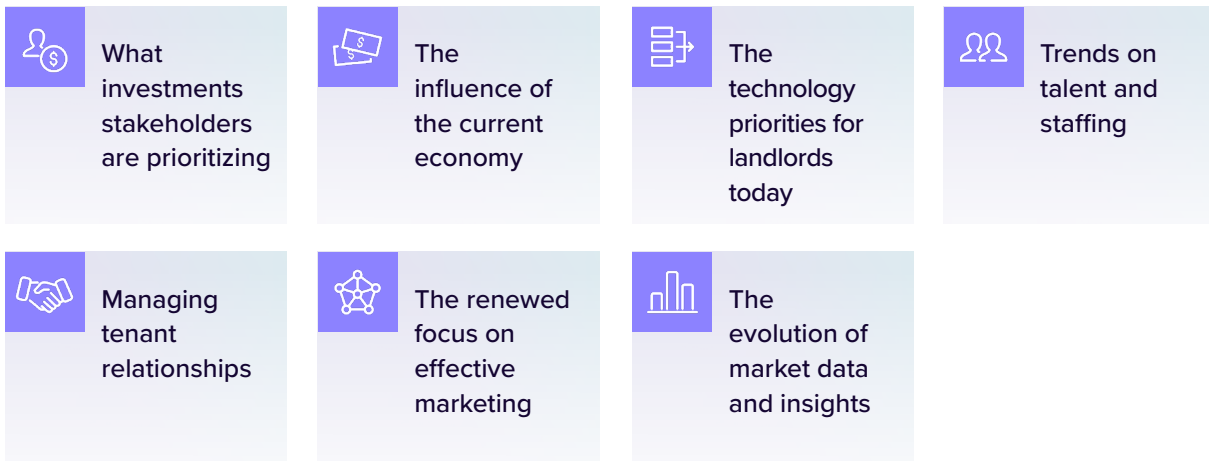 What
investments
stakeholders
are prioritizing
The
influence of
the current
economy
The
technology
priorities for
landlords
today
Trends on
talent and
staffing
Managing
tenant
relationships
The renewed
focus on
effective
marketing
The
evolution of
market data
and insights